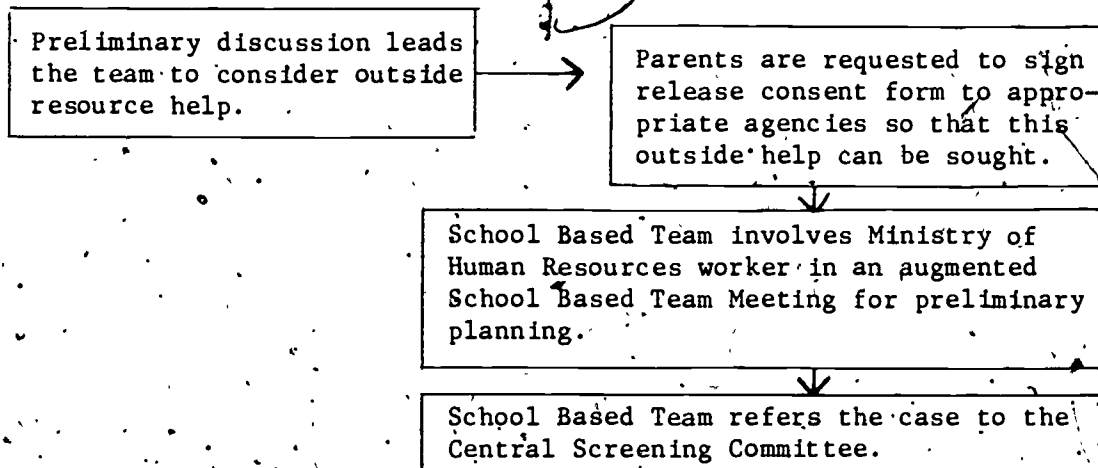 Preliminary discussion leads
the team to consider outside
resource help.
Parents are requested to sign
release consent form to appro-
priate agencies so that this
outside help can be sought.
School Based Team involves Ministry of
Human Resources worker in an augmented
School Based Team Meeting for preliminary
planning.
School Based Team refers the case to the
Central Screening Committee.